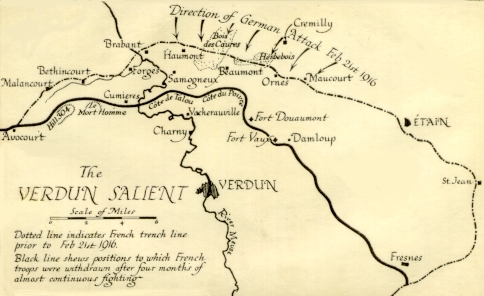 Direction of German Attack Feb 21st 1916
Cremilly
Brabant
Bois des Caures
Haumont
Herbebois
Bethincourt
Forges
Samogneux
Beaumont
Ornes
Maucourt
Malancourt
Cumieres
Côte de Talou
Côte du Poivre
Hill 304
Le Mort Homme
Vacherauville
Fort Douaumont
ÉTAIN
Avocourt
Charny
Fort Vaux
Damloup
The
VERDUN SALIENT
VERDUN
St. Jean
Scale of Miles
River Meuse
Dotted line indicates French trench line
prior to Feb 21st 1916.
Black line shews positions to which French
troops were withdrawn after four months of
almost continuous fighting.
Fresnes